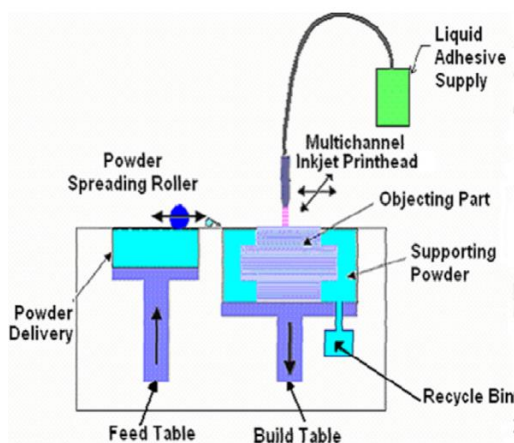 Liquid
Adhesive
Supply
Multichannel
Inkjet Printhead
Powder
Spreading Roller
Objecting Part
Supporting
Powder
Powder
Delivery
Recycle Bin
Feed Table
Build Table